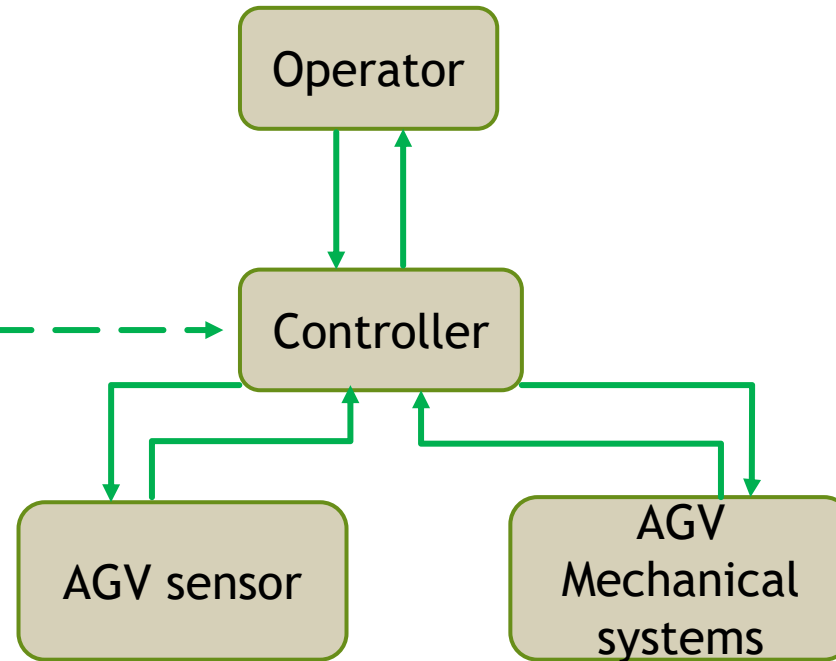 Operator
Controller
AGV sensor
AGV
Mechanical
systems